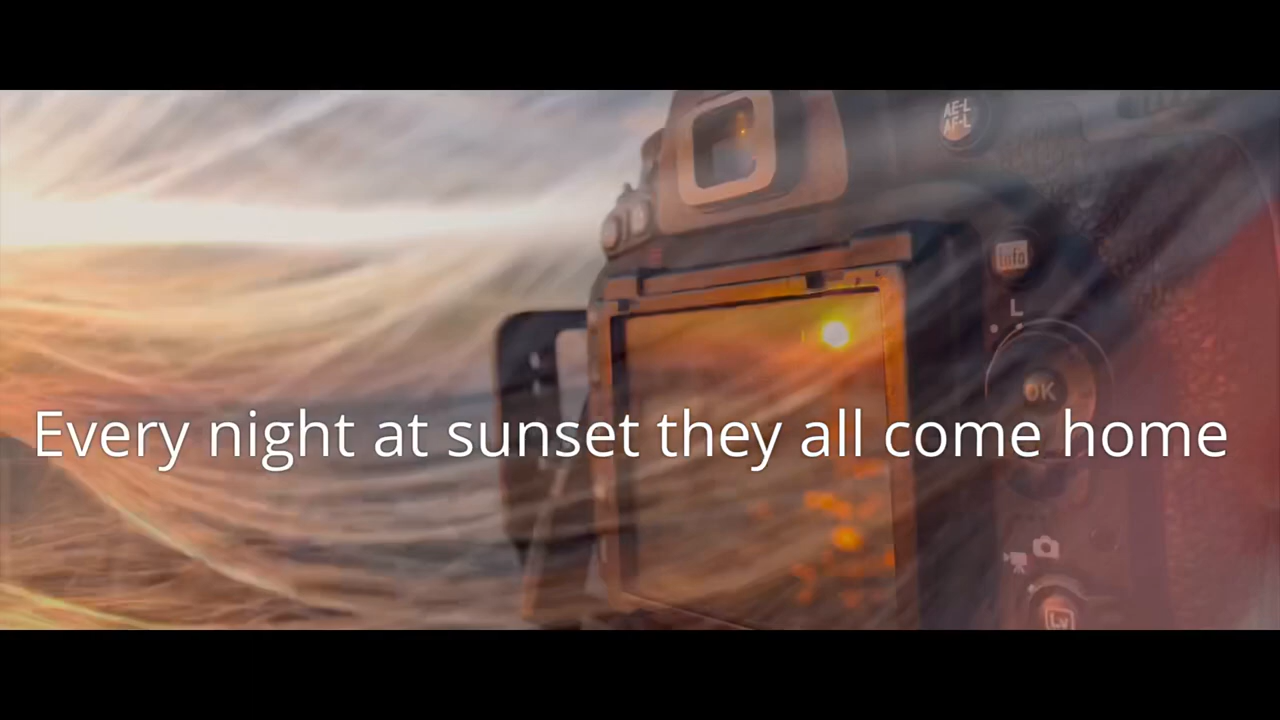 AE-L
AF-L
info
L
OK
Every night at sunset they all come home
Lv